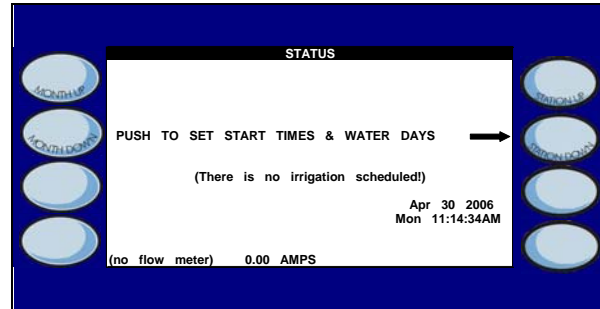 STATUS
MONTH UP
STATION UP
MONTH DOWN
PUSH TO SET START TIMES & WATER DAYS
STATION DOWN
(There is no irrigation scheduled!)
Apr 30 2006
Mon 11:14:34AM
(no flow meter) 0.00 AMPS